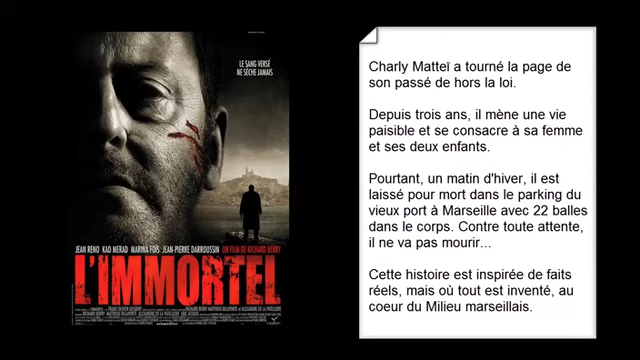 LE SANG VERSÉ
NE SÈCHE JAMAIS
JEAN RENO KAD MERAD MARINA FOÏS JEAN-PIERRE DARROUSSIN UN FILM DE RICHARD BERRY
L'IMMORTEL
Charly Matteï a tourné la page de
son passé de hors la loi.
Depuis trois ans, il mène une vie
paisible et se consacre à sa femme
et ses deux enfants.
Pourtant, un matin d'hiver, il est
laissé pour mort dans le parking du
vieux port à Marseille avec 22 balles
dans le corps. Contre toute attente,
il ne va pas mourir...
Cette histoire est inspirée de faits
réels, mais où tout est inventé, au
coeur du Milieu marseillais.